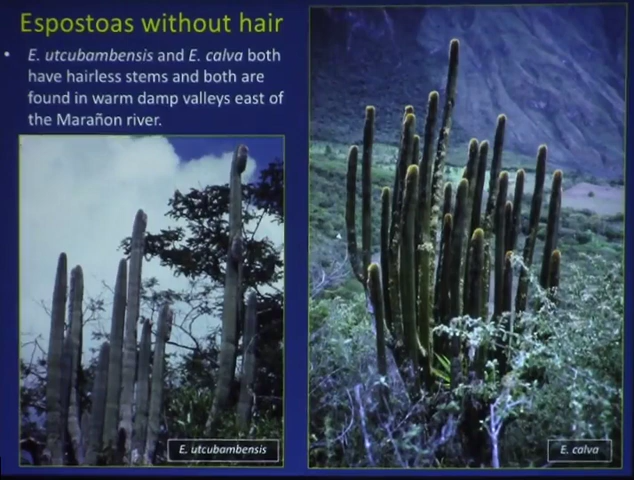 Espostoas without hair
• E. utcubambensis and E. calva both
have hairless stems and both are
found in warm damp valleys east of
the Marañon river.
E. utcubambensis
E. calva